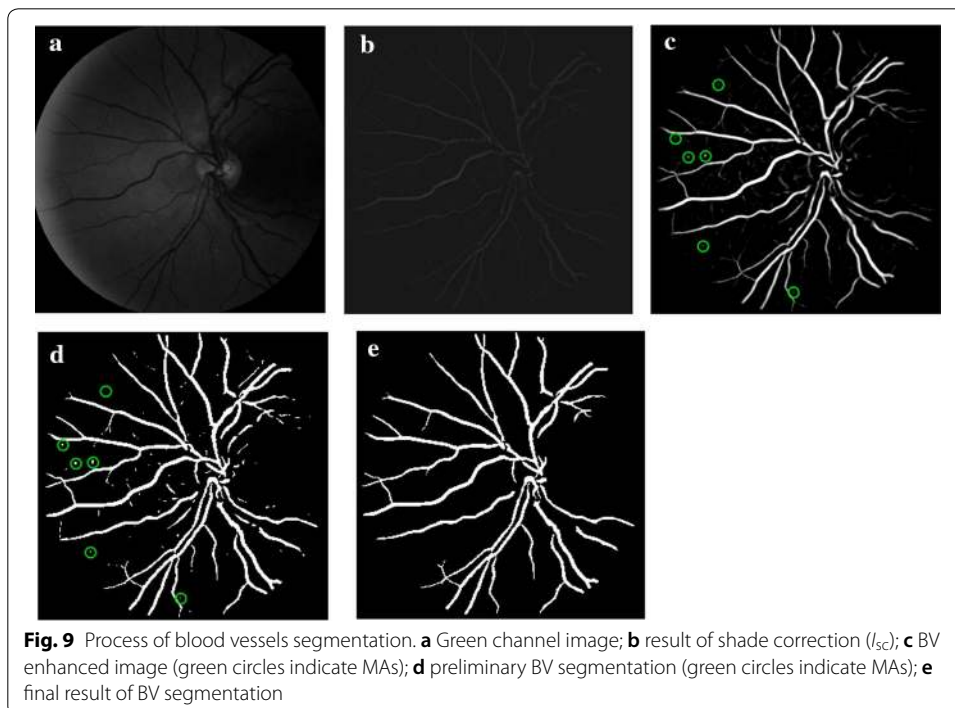 a
b
c
d
e
Fig. 9 Process of blood vessels segmentation. a Green channel image; b result of shade correction (Isc); c BV
enhanced image (green circles indicate MAs); d preliminary BV segmentation (green circles indicate MAs); e
final result of BV segmentation